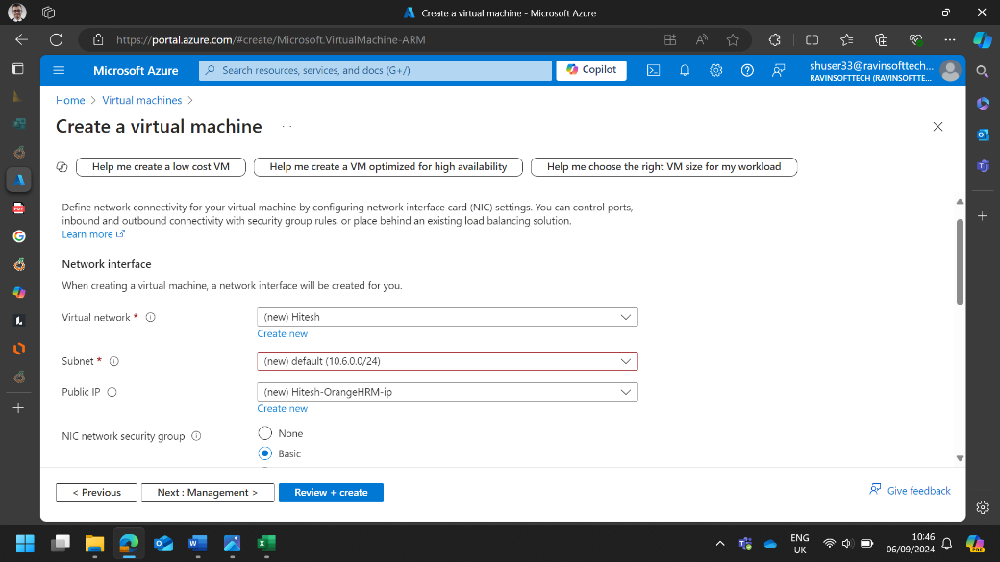 Create a virtual machine - Microsoft Azure
https://portal.azure.com/#create/Microsoft.VirtualMachine-ARM
Microsoft Azure
Search resources, services, and docs (G+/)
Copilot
shuser33@ravinsofttech...
RAVINSOFTTECH (RAVINSOFTTE...
Home > Virtual machines >
Create a virtual machine ...
Help me create a low cost VM
Help me create a VM optimized for high availability
Help me choose the right VM size for my workload
Define network connectivity for your virtual machine by configuring network interface card (NIC) settings. You can control ports,
inbound and outbound connectivity with security group rules, or place behind an existing load balancing solution.
Learn more
Network interface
When creating a virtual machine, a network interface will be created for you.
Virtual network *
(new) Hitesh
Create new
Subnet *
(new) default (10.6.0.0/24)
Public IP
(new) Hitesh-OrangeHRM-ip
Create new
NIC network security group
None
Basic
< Previous
Next : Management >
Review + create
Give feedback
ENG
UK
10:46
06/09/2024